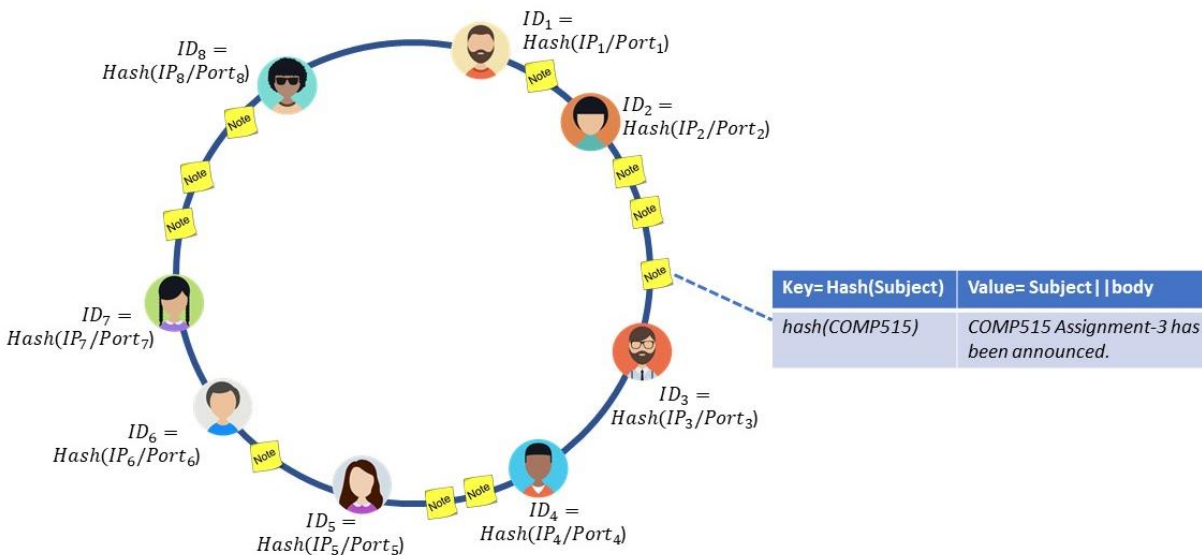 ID₁ =
Hash(IP₁/Port₁)
ID₈ =
Hash(IP₈/Port₈)
Note
ID₂ =
Hash(IP₂/Port₂)
Note
Note
Note
Note
Note
Note
Note
Key=Hash(Subject) Value= Subject||body
hash(COMP515) COMP515 Assignment-3 has
been announced.
ID₇ =
Hash(IP₇/Port₇)
ID₃ =
Hash(IP₃/Port₃)
ID₆ =
Hash(IP₆/Port₆)
Note
Note
Note
ID₅ =
Hash(IP₅/Port₅)
ID₄ =
Hash(IP₄/Port₄)